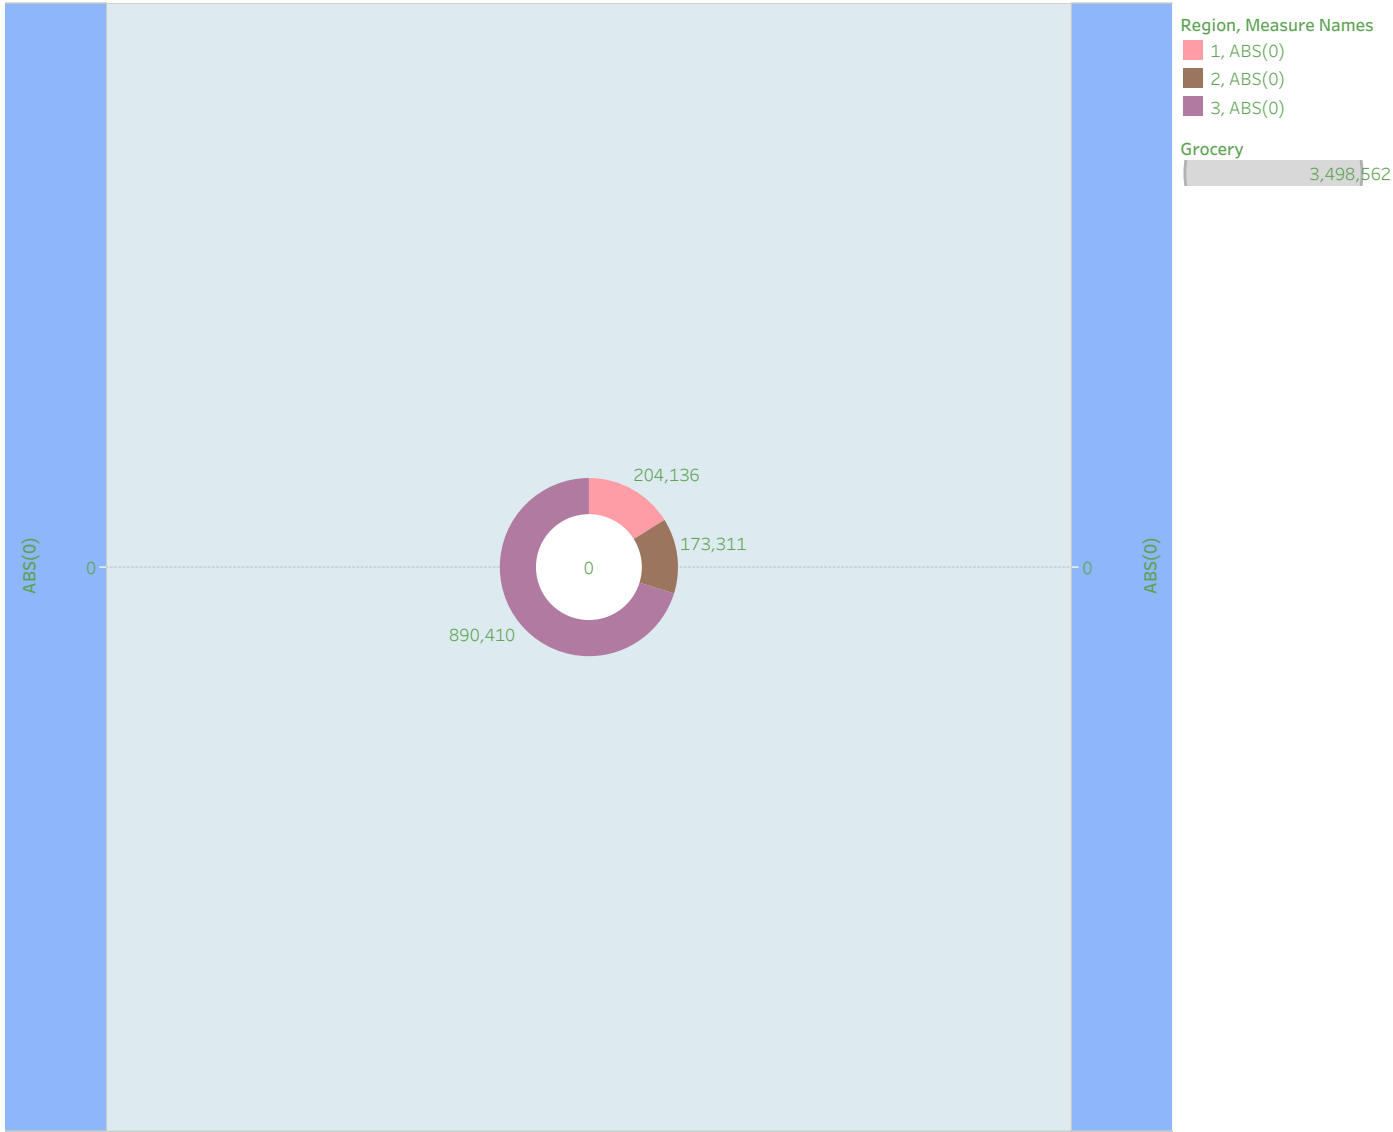 Region, Measure Names
1, ABS(0)
2, ABS(0)
3, ABS(0)
Grocery
3,498,562
204,136
173,311
890,410
0
ABS(0)
0
0
ABS(0)